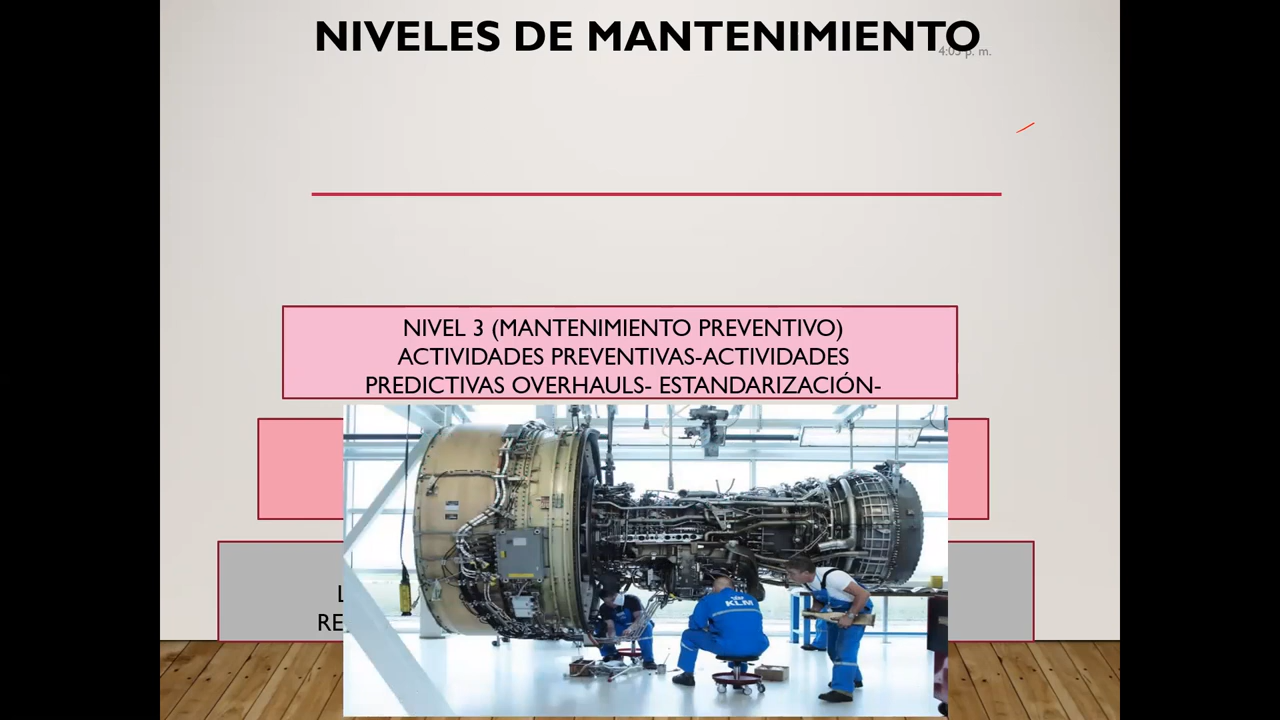 NIVELES DE MANTENIMIENTO
NIVEL 3 (MANTENIMIENTO PREVENTIVO)
ACTIVIDADES PREVENTIVAS-ACTIVIDADES
PREDICTIVAS OVERHAULS- ESTANDARIZACIÓN-
KLM